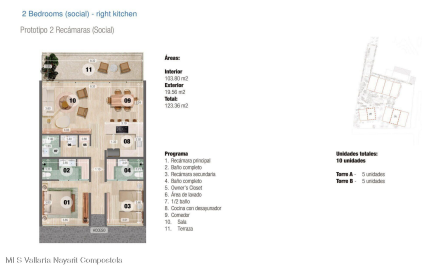 2 Bedrooms (social) - right kitchen
Prototipo 2 Recámaras (Social)
Áreas:
Interior
103.80 m2
Exterior
19.56 m2
Total:
123.36 m2
11
10
09
08
02
04
01
03
Programa
1. Recámara principal
2. Baño completo
3. Recámara secundaria
4. Baño completo
5. Owner's Closet
6. Área de lavado
7. 1/2 baño
8. Cocina con desayunador
9. Comedor
10. Sala
11. Terraza
Unidades totales:
10 unidades
Torre A - 5 unidades
Torre B - 5 unidades
MLS Vallarta Nayarit Compostela